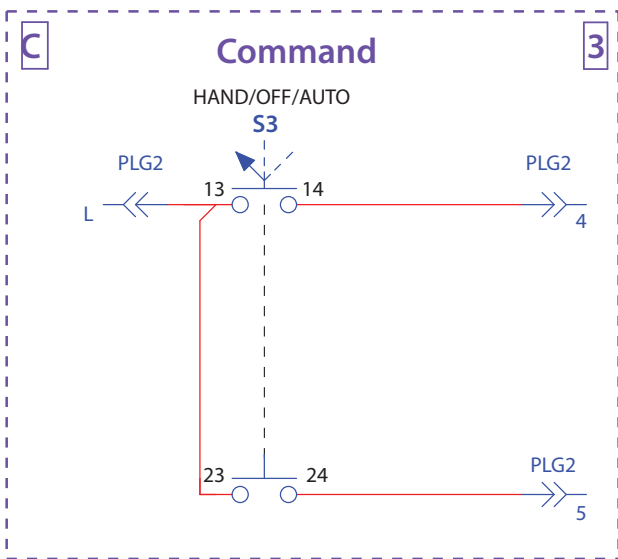 C Command 3
HAND/OFF/AUTO
S3
PLG2 PLG2
13 14
L 4
23 24 PLG2
5